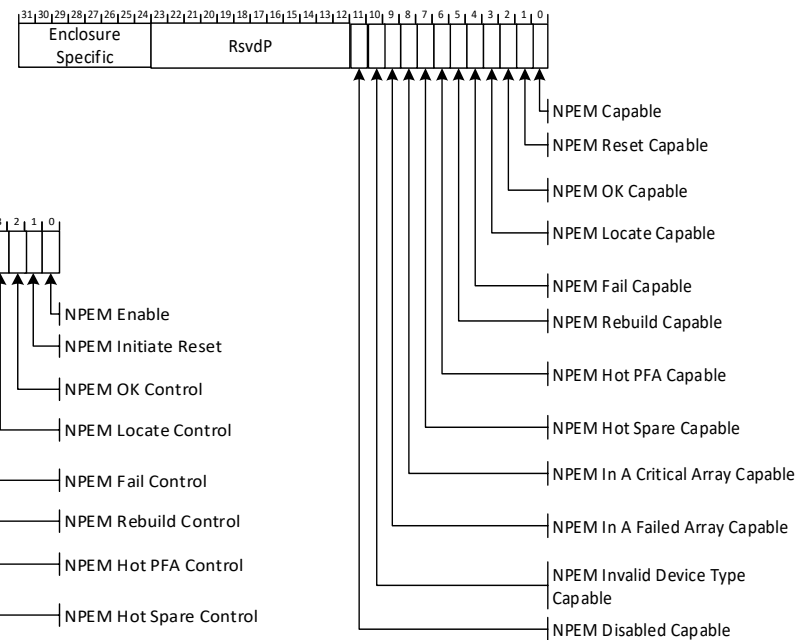 31 30 29 28 27 26 25 24 23 22 21 20 19 18 17 16 15 14 13 12 11 10 9 8 7 6 5 4 3 2 1 0
Enclosure
Specific
RsvdP
NPEM Capable
NPEM Reset Capable
NPEM OK Capable
NPEM Locate Capable
NPEM Fail Capable
NPEM Rebuild Capable
NPEM Hot PFA Capable
NPEM Hot Spare Capable
NPEM In A Critical Array Capable
NPEM In A Failed Array Capable
NPEM Invalid Device Type
Capable
NPEM Disabled Capable
2 1 0
NPEM Enable
NPEM Initiate Reset
NPEM OK Control
NPEM Locate Control
NPEM Fail Control
NPEM Rebuild Control
NPEM Hot PFA Control
NPEM Hot Spare Control